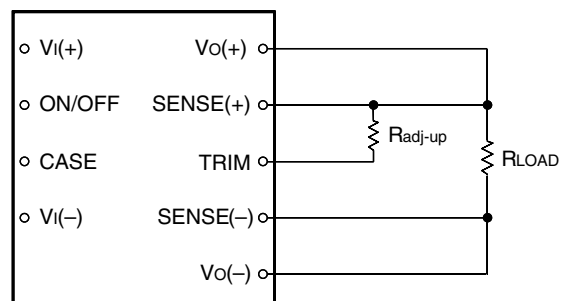 VI(+) VO(+)
ON/OFF SENSE(+)
Radj-up
CASE TRIM RLOAD
VI(–) SENSE(–)
VO(–)